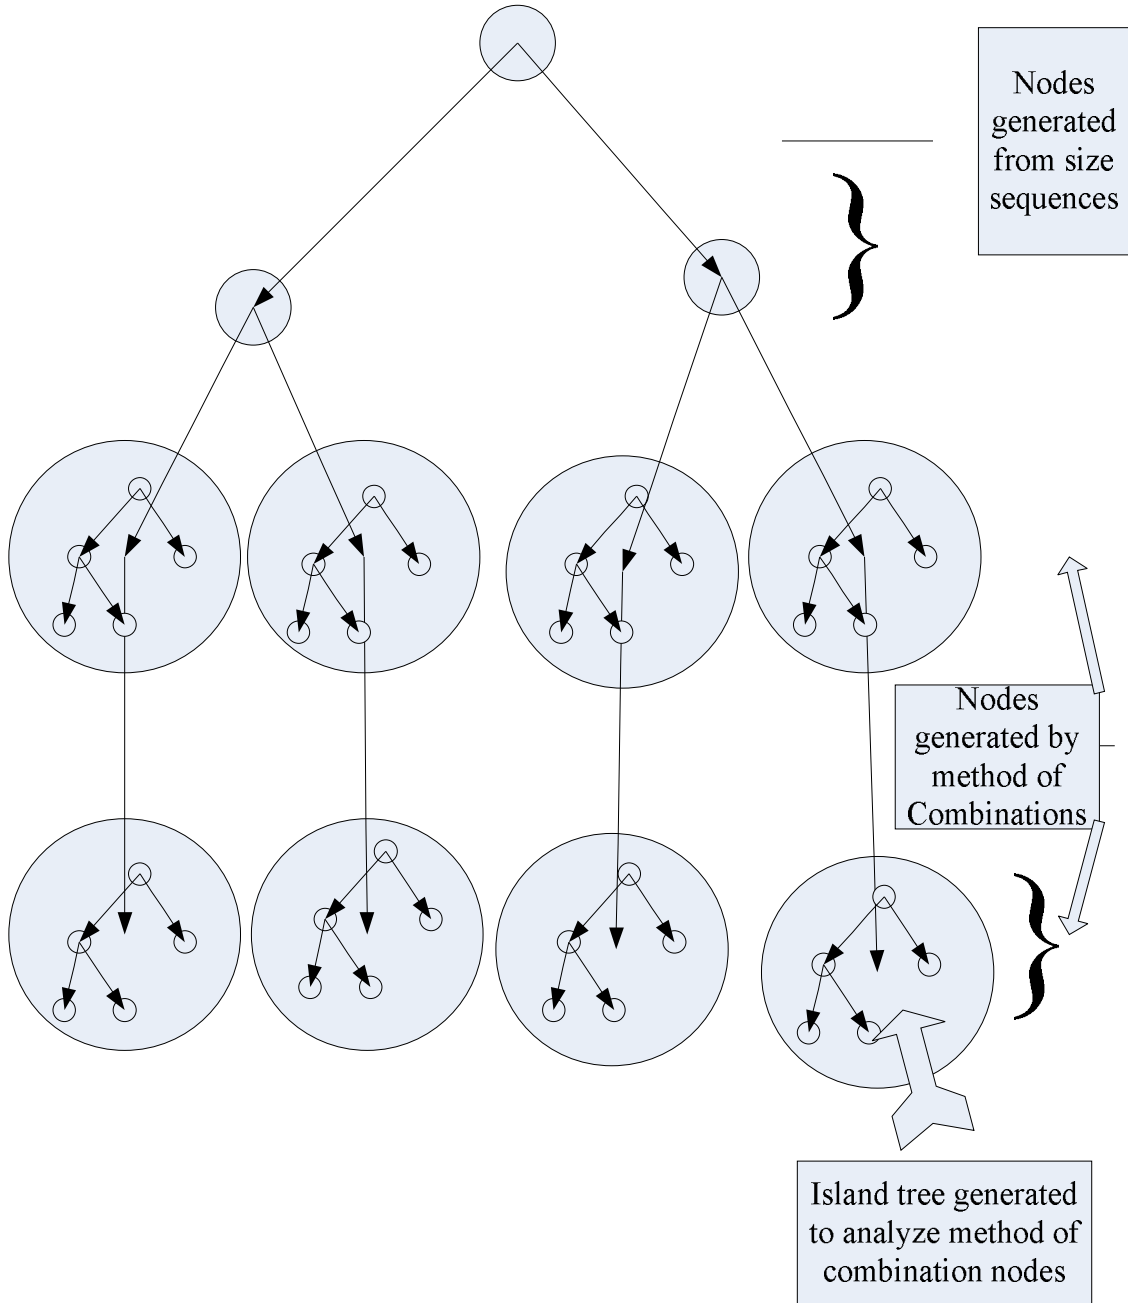 Nodes
generated
from size
sequences
Nodes
generated by
method of
Combinations
Island tree generated
to analyze method of
combination nodes